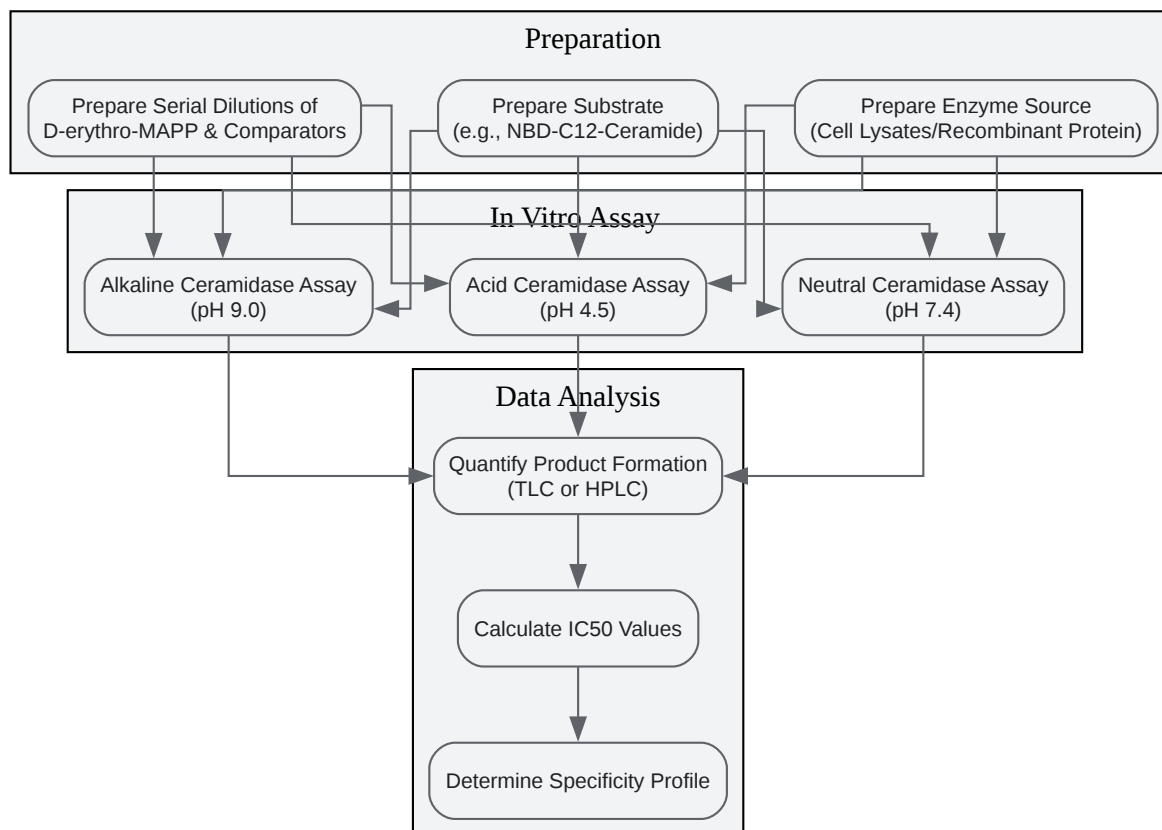 Preparation
Prepare Serial Dilutions of
D-erythro-MAPP & Comparators
Prepare Substrate
(e.g., NBD-C12-Ceramide)
Prepare Enzyme Source
(Cell Lysates/Recombinant Protein)
In Vitro Assay
Alkaline Ceramidase Assay
(pH 9.0)
Acid Ceramidase Assay
(pH 4.5)
Neutral Ceramidase Assay
(pH 7.4)
Data Analysis
Quantify Product Formation
(TLC or HPLC)
Calculate IC50 Values
Determine Specificity Profile